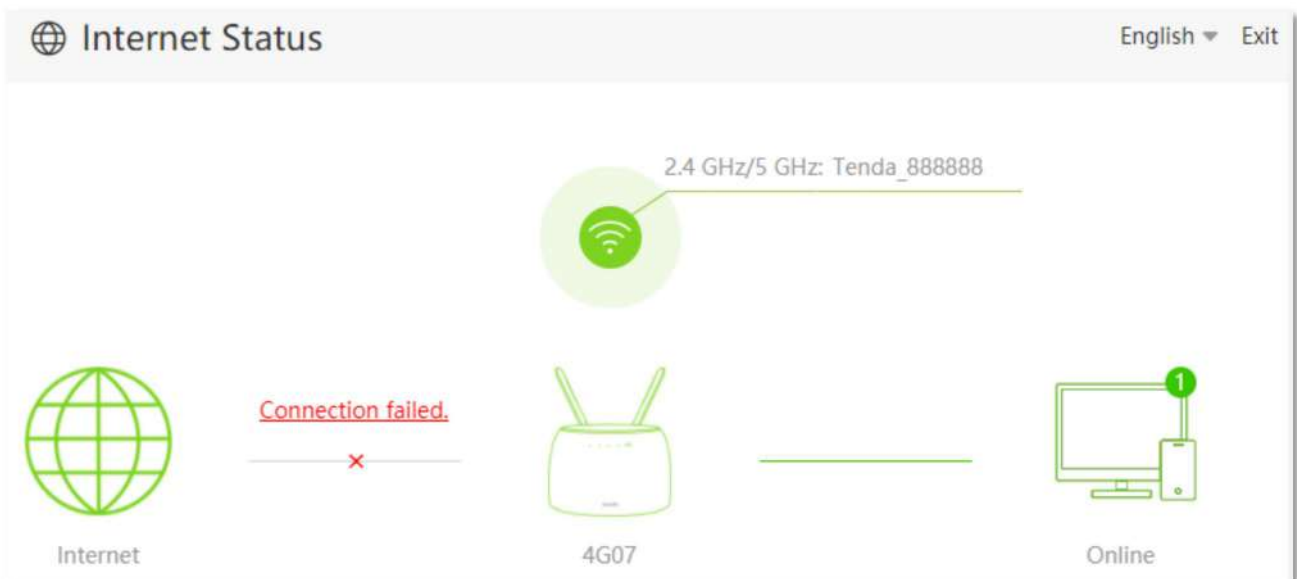 Internet Status
English Exit
2.4 GHz/5 GHz: Tenda_888888
1
Connection failed.
Internet
4G07
Online